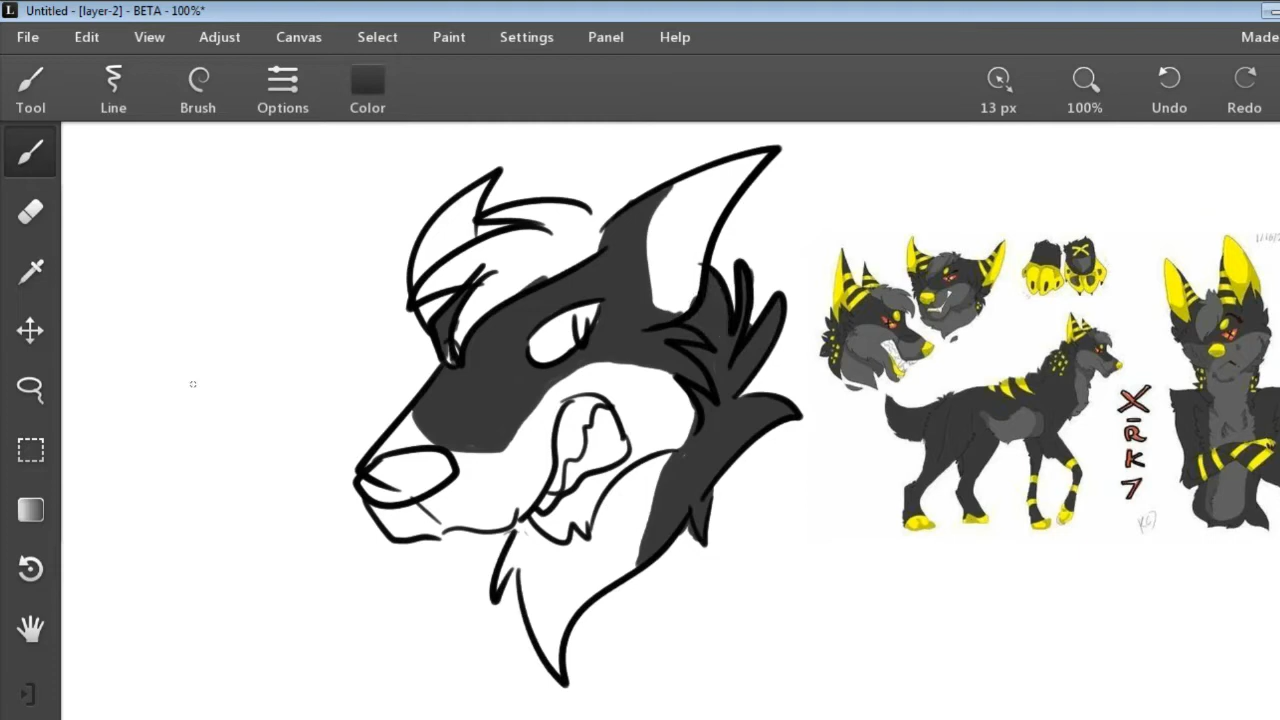 L Untitled - [layer-2] - BETA - 100%*
File Edit View Adjust Canvas Select Paint Settings Panel Help Made
Tool Line Brush Options Color 13 px 100% Undo Redo
X-RK7